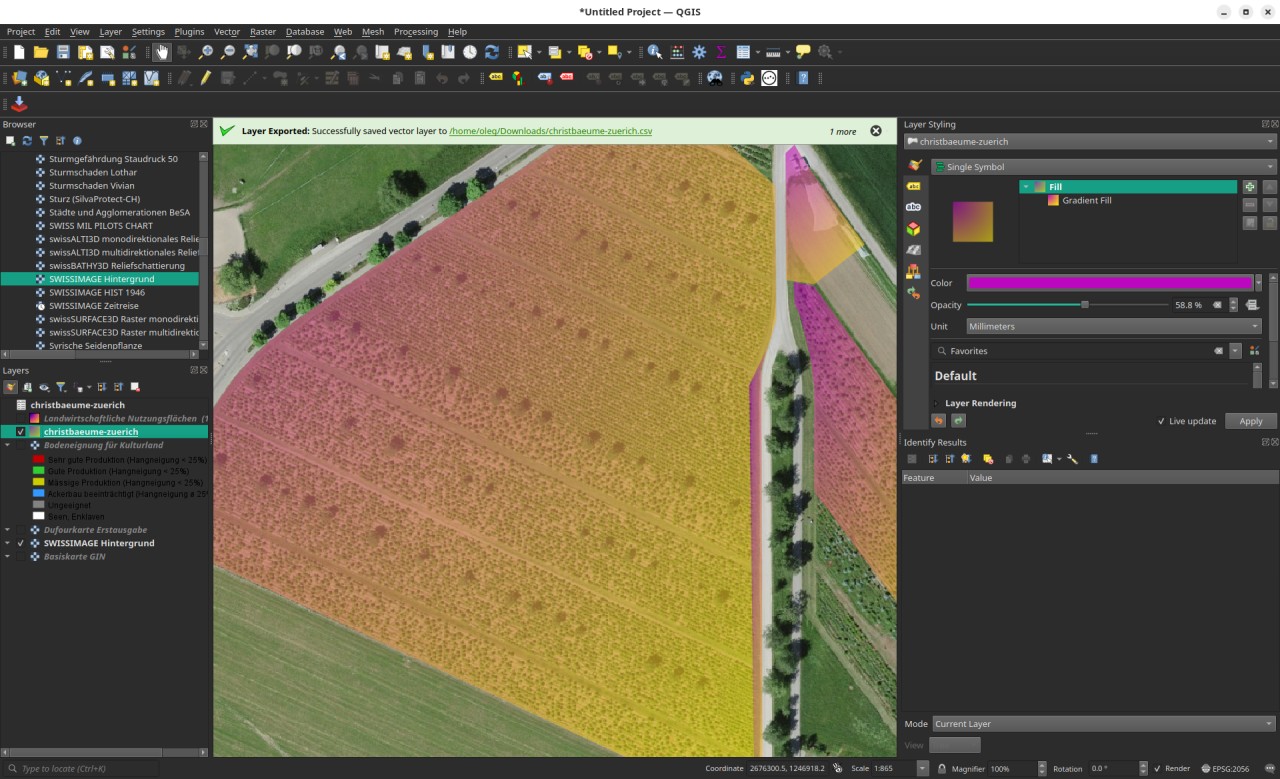 *Untitled Project — QGIS
Project Edit View Layer Settings Plugins Vector Raster Database Web Mesh Processing Help
Browser
Sturmgefährdung Staudruck 50
Sturmschaden Lothar
Sturmschaden Vivian
Sturz (SilvaProtect-CH)
Städte und Agglomerationen BeSA
SWISS MIL PILOTS CHART
swissALTI3D monodirektionales Relie
swissALTI3D multidirektionales Relie
swissBATHY3D Reliefschattierung
SWISSIMAGE Hintergrund
SWISSIMAGE HIST 1946
SWISSIMAGE Zeitreise
swissSURFACE3D Raster monodirekti
swissSURFACE3D Raster multidirektio
Syrische Seidenpflanze
Layers
christbaeume-zuerich
Landwirtschaftliche Nutzungsflächen (1
christbaeume-zuerich
Bodeneignung für Kulturland
Sehr gute Produktion (Hangneigung < 25%)
Gute Produktion (Hangneigung < 25%)
Mässige Produktion (Hangneigung < 25%)
Ackerbau beeinträchtigt (Hangneigung ≥ 25%
Ungeeignet
Seen, Enklaven
Dufourkarte Erstausgabe
SWISSIMAGE Hintergrund
Basiskarte GIN
Layer Exported: Successfully saved vector layer to /home/oleg/Downloads/christbaeume-zuerich.csv
1 more
Layer Styling
christbaeume-zuerich
Single Symbol
Fill
Gradient Fill
Color
Opacity 58.8 %
Unit Millimeters
Favorites
Default
Layer Rendering
Live update Apply
Identify Results
Feature Value
Mode Current Layer
View
Type to locate (Ctrl+K)
Coordinate 2676300.5, 1246918.2 Scale 1:865 Magnifier 100% Rotation 0.0 ° Render EPSG:2056